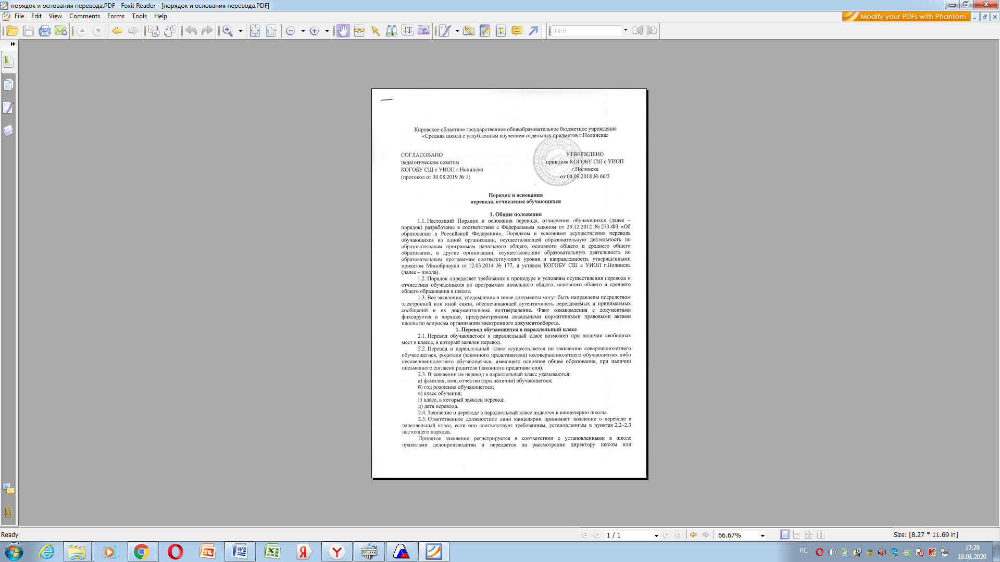 порядок и основания перевода.PDF - Foxit Reader - [порядок и основания перевода.PDF]
File Edit View Comments Forms Tools Help
Modify your PDFs with Phantom
Find
Кировское областное государственное общеобразовательное бюджетное учреждение
«Средняя школа с углубленным изучением отдельных предметов г.Нолинска»
СОГЛАСОВАНО
педагогическим советом
КОГОБУ СШ с УИОП г.Нолинска
(протокол от 30.08.2019 № 1)
УТВЕРЖДЕНО
приказом КОГОБУ СШ с УИОП
г.Нолинска
от 04.09.2018 № 66/3
Порядок и основания
перевода, отчисления обучающихся
1. Общие положения
1.1. Настоящий Порядок и основания перевода, отчисления обучающихся (далее –
порядок) разработаны в соответствии с Федеральным законом от 29.12.2012 № 273-ФЗ «Об
образовании в Российской Федерации», Порядком и условиями осуществления перевода
обучающихся из одной организации, осуществляющей образовательную деятельность по
образовательным программам начального общего, основного общего и среднего общего
образования, в другие организации, осуществляющие образовательную деятельность по
образовательным программам соответствующих уровня и направленности, утвержденными
приказом Минобрнауки от 12.03.2014 № 177, и уставом КОГОБУ СШ с УИОП г.Нолинска
(далее – школа).
1.2. Порядок определяет требования к процедуре и условиям осуществления перевода и
отчисления обучающихся по программам начального общего, основного общего и среднего
общего образования в школе.
1.3. Все заявления, уведомления и иные документы могут быть направлены посредством
электронной или иной связи, обеспечивающей аутентичность передаваемых и принимаемых
сообщений и их документальное подтверждение. Факт ознакомления с документами
фиксируется в порядке, предусмотренном локальными нормативными правовыми актами
школы по вопросам организации электронного документооборота.
1. Перевод обучающихся в параллельный класс
2.1. Перевод обучающегося в параллельный класс возможен при наличии свободных
мест в классе, в который заявлен перевод.
2.2. Перевод в параллельный класс осуществляется по заявлению совершеннолетнего
обучающегося, родителя (законного представителя) несовершеннолетнего обучающегося либо
несовершеннолетнего обучающегося, имеющего основное общее образование, при наличии
письменного согласия родителя (законного представителя).
2.3. В заявлении на перевод в параллельный класс указываются:
а) фамилия, имя, отчество (при наличии) обучающегося;
б) год рождения обучающегося;
в) класс обучения;
г) класс, в который заявлен перевод;
д) дата перевода.
2.4. Заявление о переводе в параллельный класс подается в канцелярию школы.
2.5. Ответственное должностное лицо канцелярии принимает заявление о переводе в
параллельный класс, если оно соответствует требованиям, установленным в пунктах 2.2–2.3
настоящего порядка.
Принятое заявление регистрируется в соответствии с установленными в школе
правилами делопроизводства и передается на рассмотрение директору школы или
Ready
1 / 1
66.67%
Size: [8.27 * 11.69 in]
RU
17:29
16.01.2020